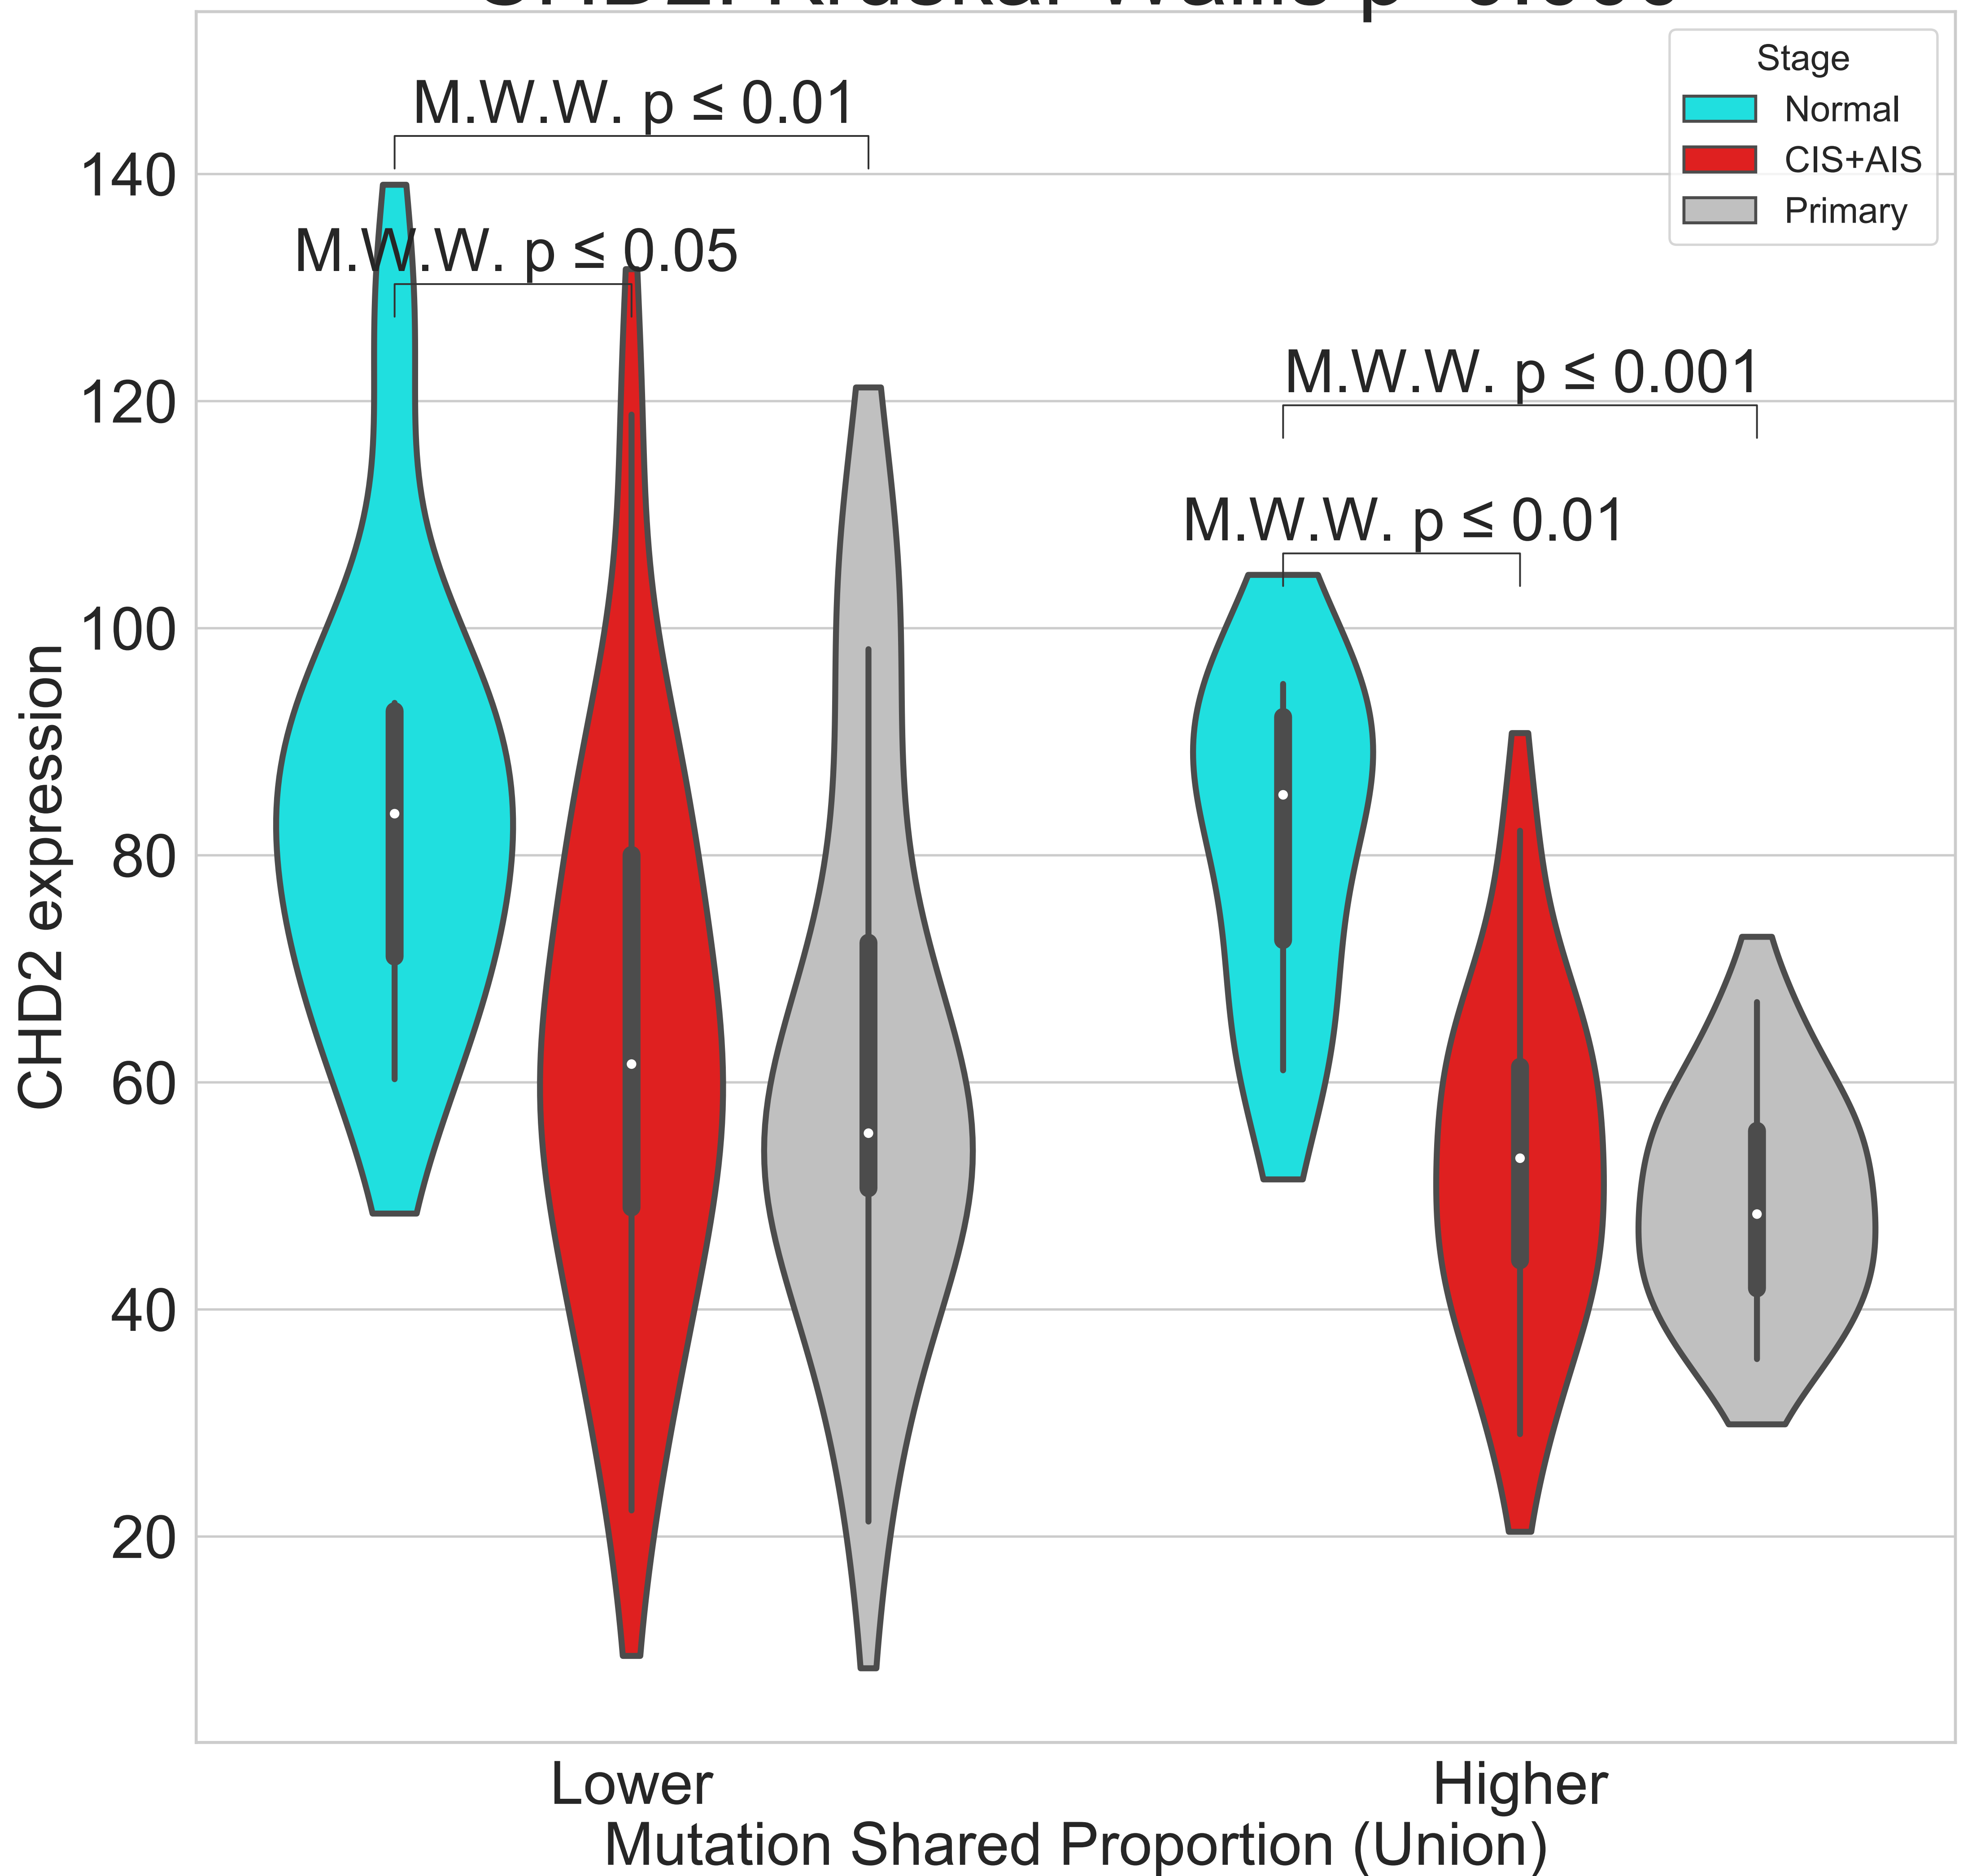 M.W.W. p ≤ 0.01
M.W.W. p ≤ 0.05
M.W.W. p ≤ 0.001
M.W.W. p ≤ 0.01
Stage
Normal
CIS+AIS
Primary
140
120
100
80
60
40
20
CHD2 expression
Lower
Higher
Mutation Shared Proportion (Union)